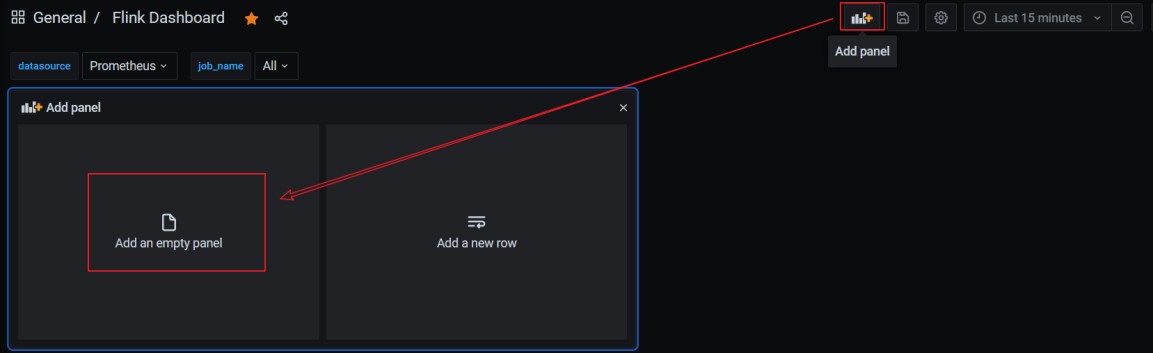 General / Flink Dashboard
Last 15 minutes
Add panel
datasource Prometheus job_name All
Add panel
Add an empty panel
Add a new row